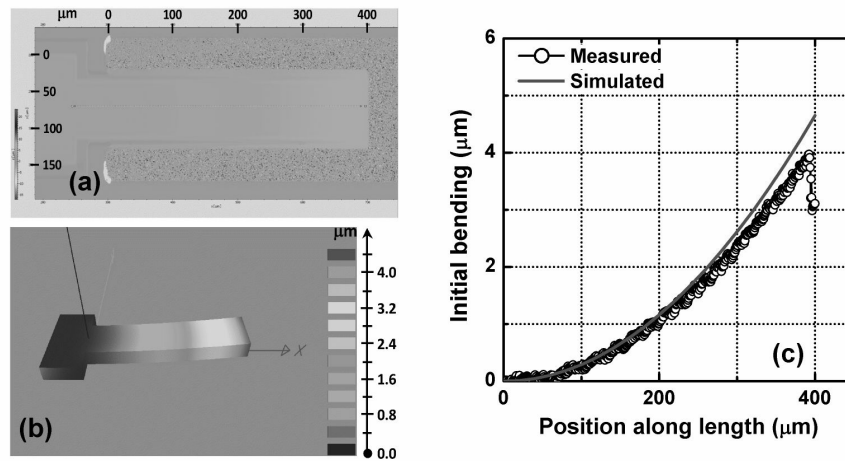 μm 0 100 200 300 400
0
50
100
150
(a)
μm
4.0
3.2
2.4
1.6
0.8
0.0
X
(b)
6
4
2
0
Measured
Simulated
Initial bending (μm)
(c)
0 200 400
Position along length (μm)